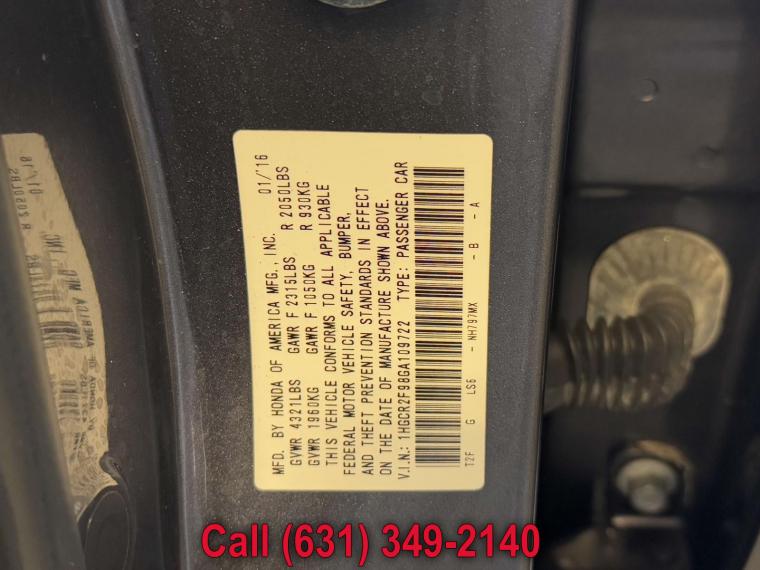 MFD. BY HONDA OF AMERICA MFG., INC. 01/'16
GVWR 4321LBS GAWR F 2315LBS R 2050LBS
GVWR 1960KG GAWR F 1050KG R 930KG
THIS VEHICLE CONFORMS TO ALL APPLICABLE
FEDERAL MOTOR VEHICLE SAFETY, BUMPER,
AND THEFT PREVENTION STANDARDS IN EFFECT
ON THE DATE OF MANUFACTURE SHOWN ABOVE.
V.I.N.: 1HGCR2F98GA109722 TYPE: PASSENGER CAR
T2F G LS6 - NH797MX - B - A
Call (631) 349-2140